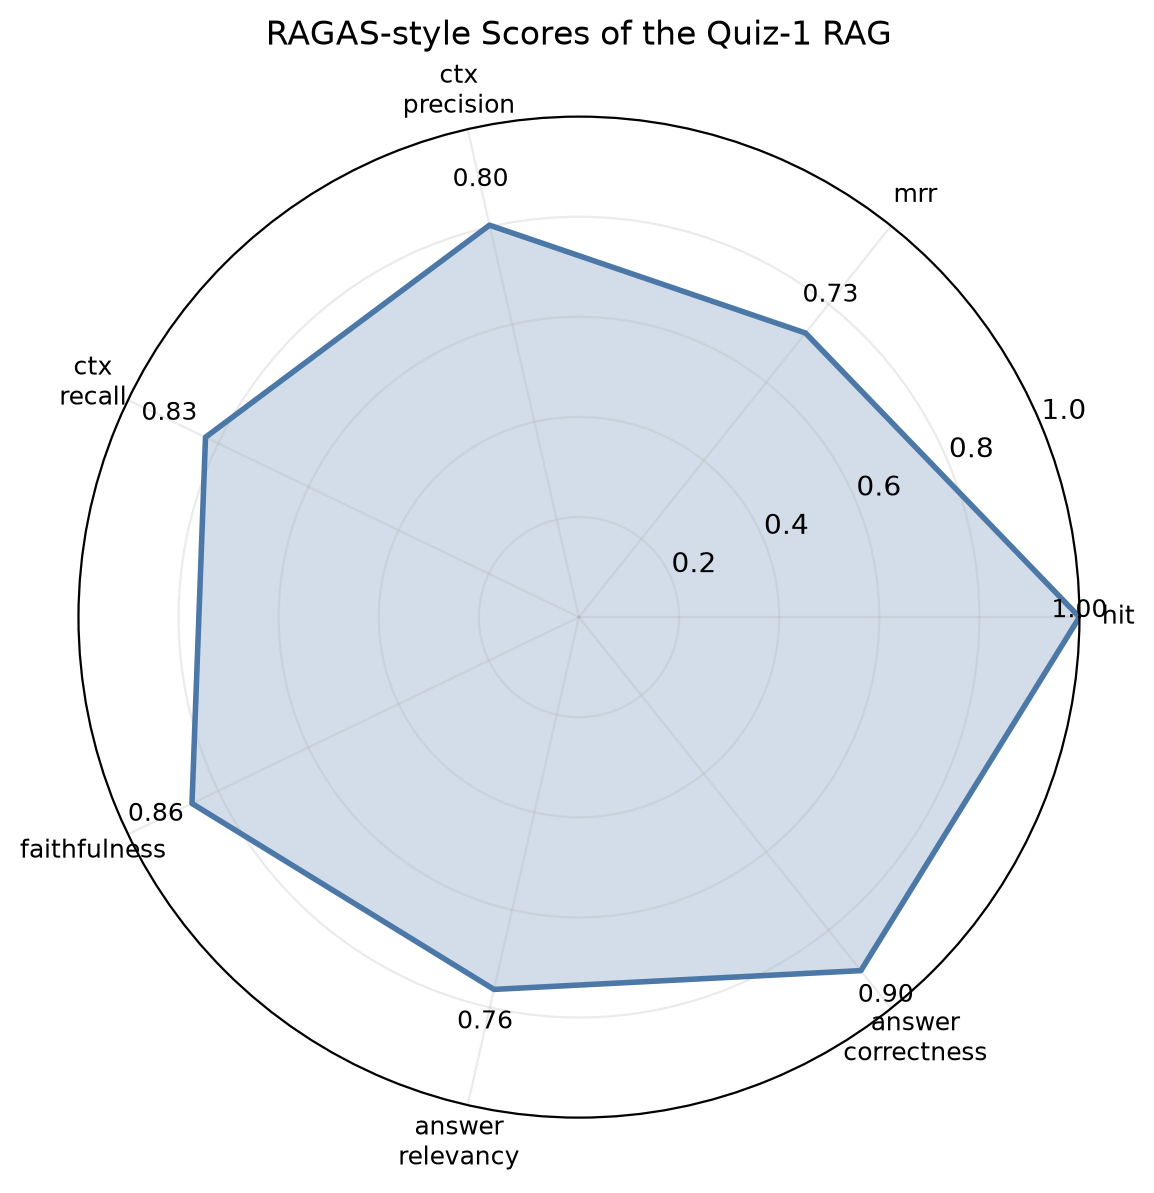 RAGAS-style Scores of the Quiz-1 RAG
ctx
precision
0.80
mrr
0.73
ctx
recall
0.83
1.0
0.8
0.6
0.4
0.2
1.00
hit
0.86
faithfulness
0.76
answer
relevancy
0.90
answer
correctness